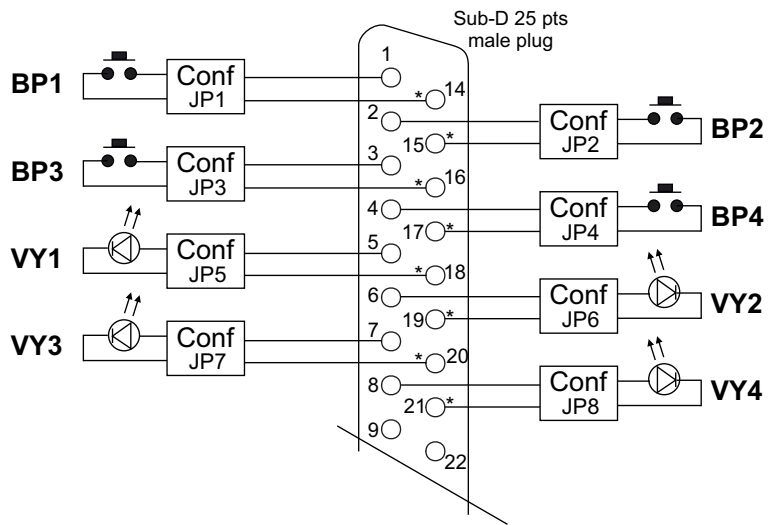 Sub-D 25 pts
male plug
1
BP1
Conf
JP1
* 14
2
Conf
JP2
BP2
15 *
3
BP3
Conf
JP3
* 16
4
Conf
JP4
BP4
17 *
5
VY1
Conf
JP5
* 18
6
Conf
JP6
VY2
19 *
7
VY3
Conf
JP7
* 20
8
Conf
JP8
VY4
21 *
9
22